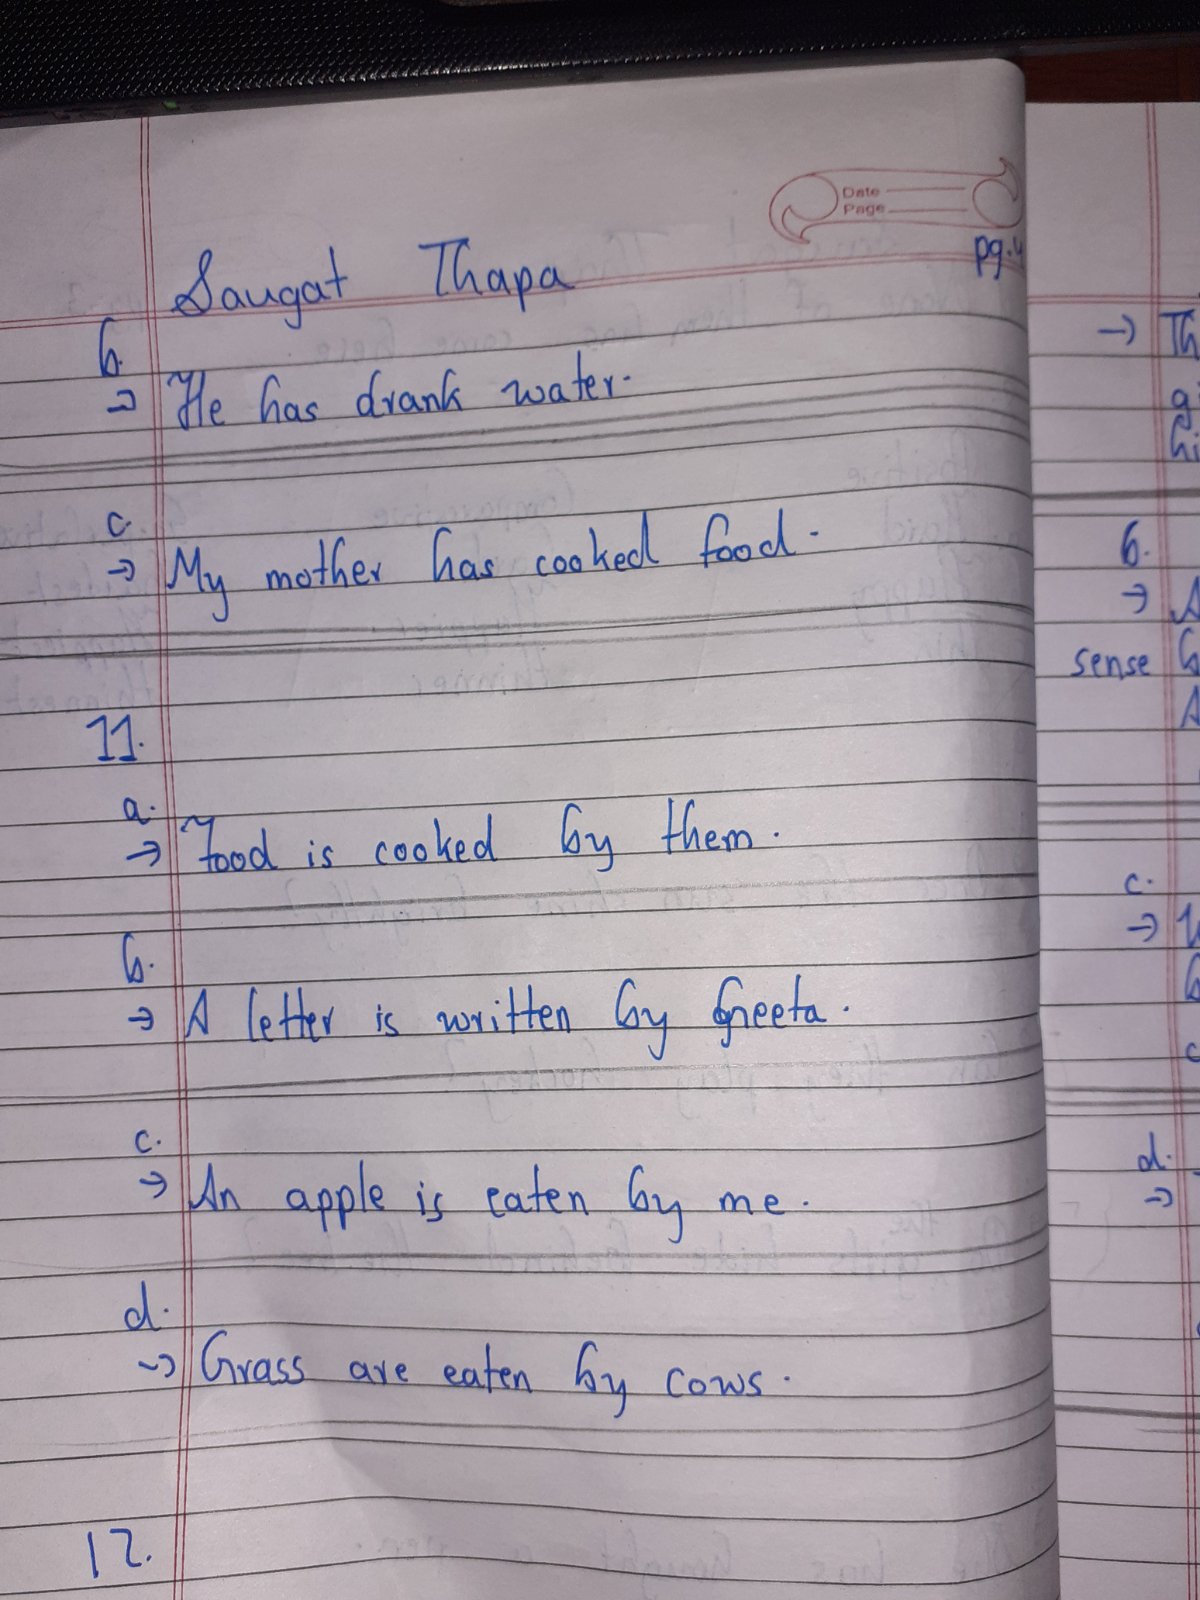 Date
Page
pg.4
Saugat Thapa
b.
→ He has drank water.
c.
→ My mother has cooked food.
11.
a.
→ Food is cooked by them.
b.
→ A letter is written by Greeta.
c.
→ An apple is eaten by me.
d.
→ Grass are eaten by cows.
12.
→ Th
gi
hi
b.
→ A
sense b
A
c.
→
d.
→